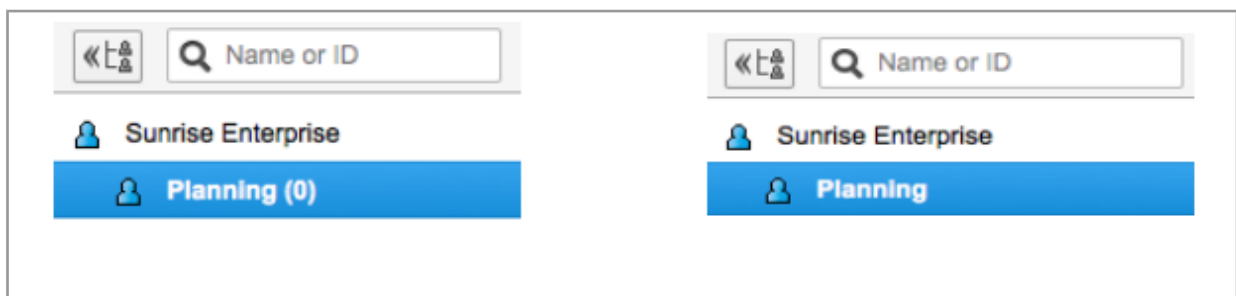 Name or ID
Sunrise Enterprise
Planning (0)
Name or ID
Sunrise Enterprise
Planning